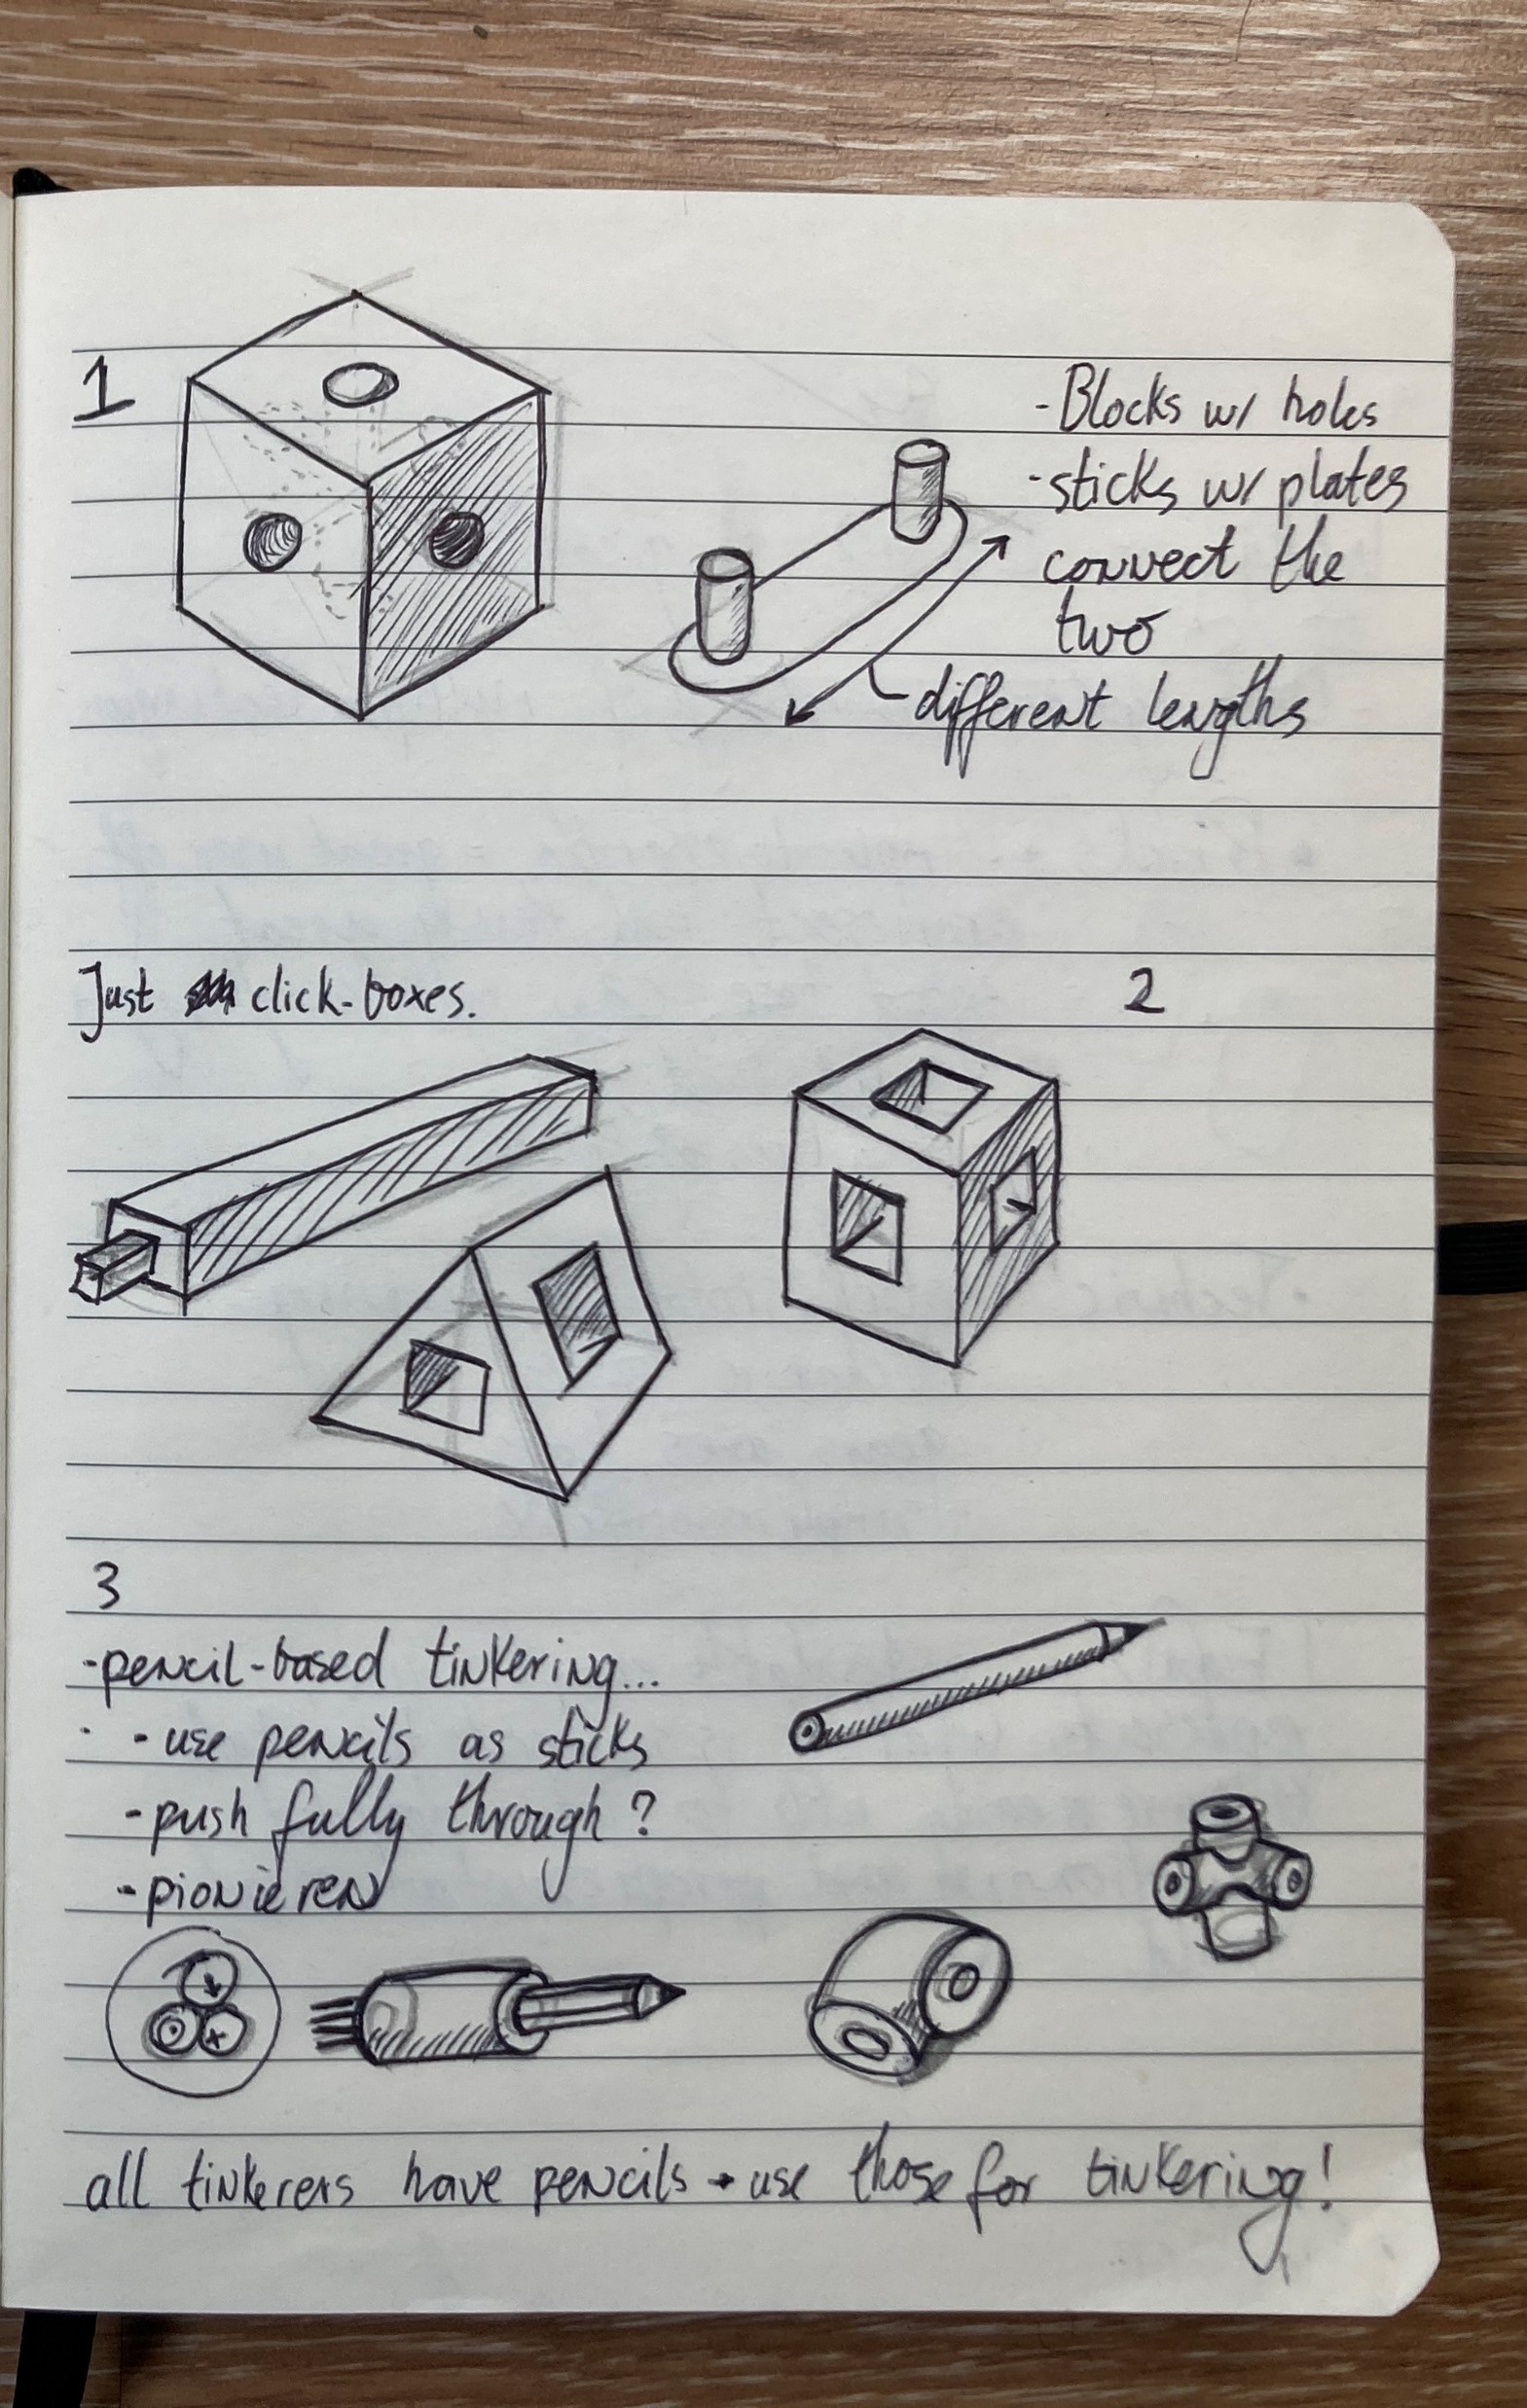 1
- Blocks w/ holes
- sticks w/ plates
connect the
two
different lengths
Just click-boxes.
2
3
- pencil-based tinkering...
- use pencils as sticks
- push fully through?
- pionieren
all tinkerers have pencils → use those for tinkering!